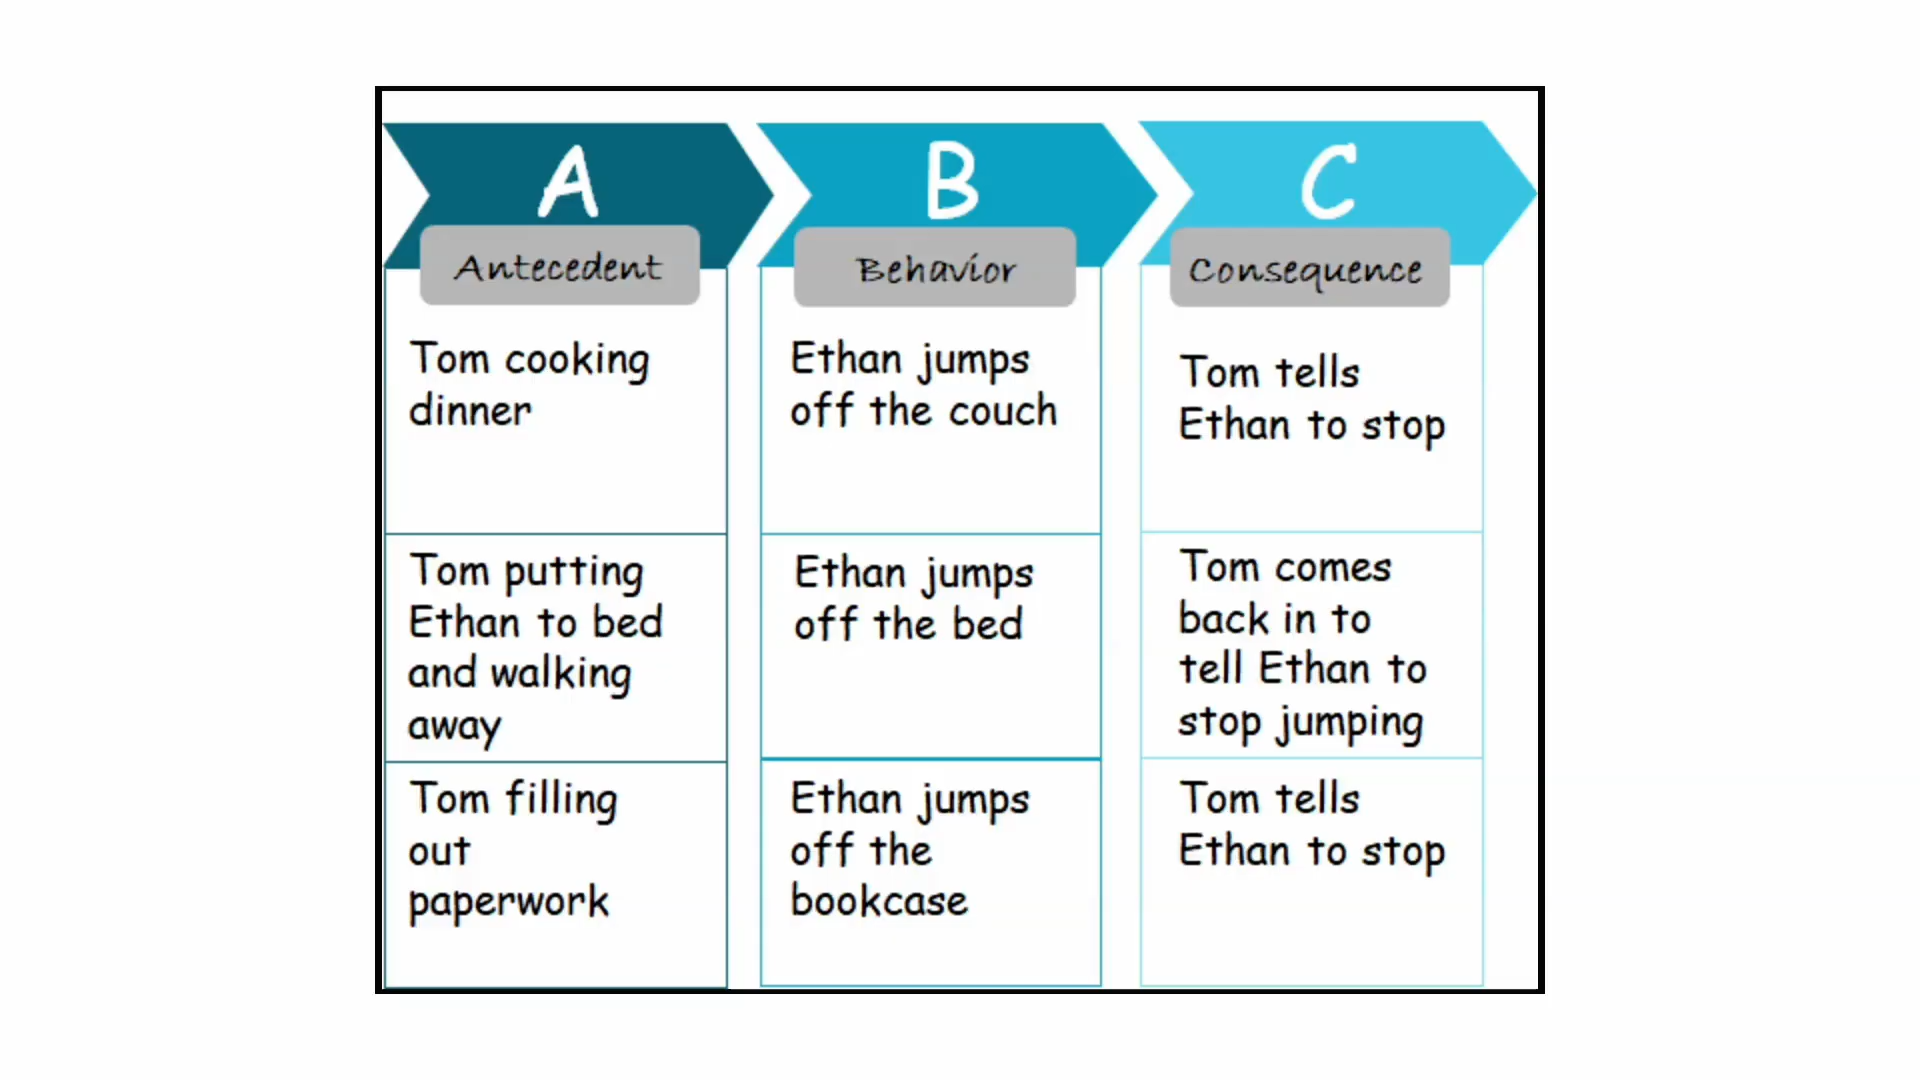 A
B
C
Antecedent
Behavior
Consequence
Tom cooking
dinner
Ethan jumps
off the couch
Tom tells
Ethan to stop
Tom putting
Ethan to bed
and walking
away
Ethan jumps
off the bed
Tom comes
back in to
tell Ethan to
stop jumping
Tom filling
out
paperwork
Ethan jumps
off the
bookcase
Tom tells
Ethan to stop